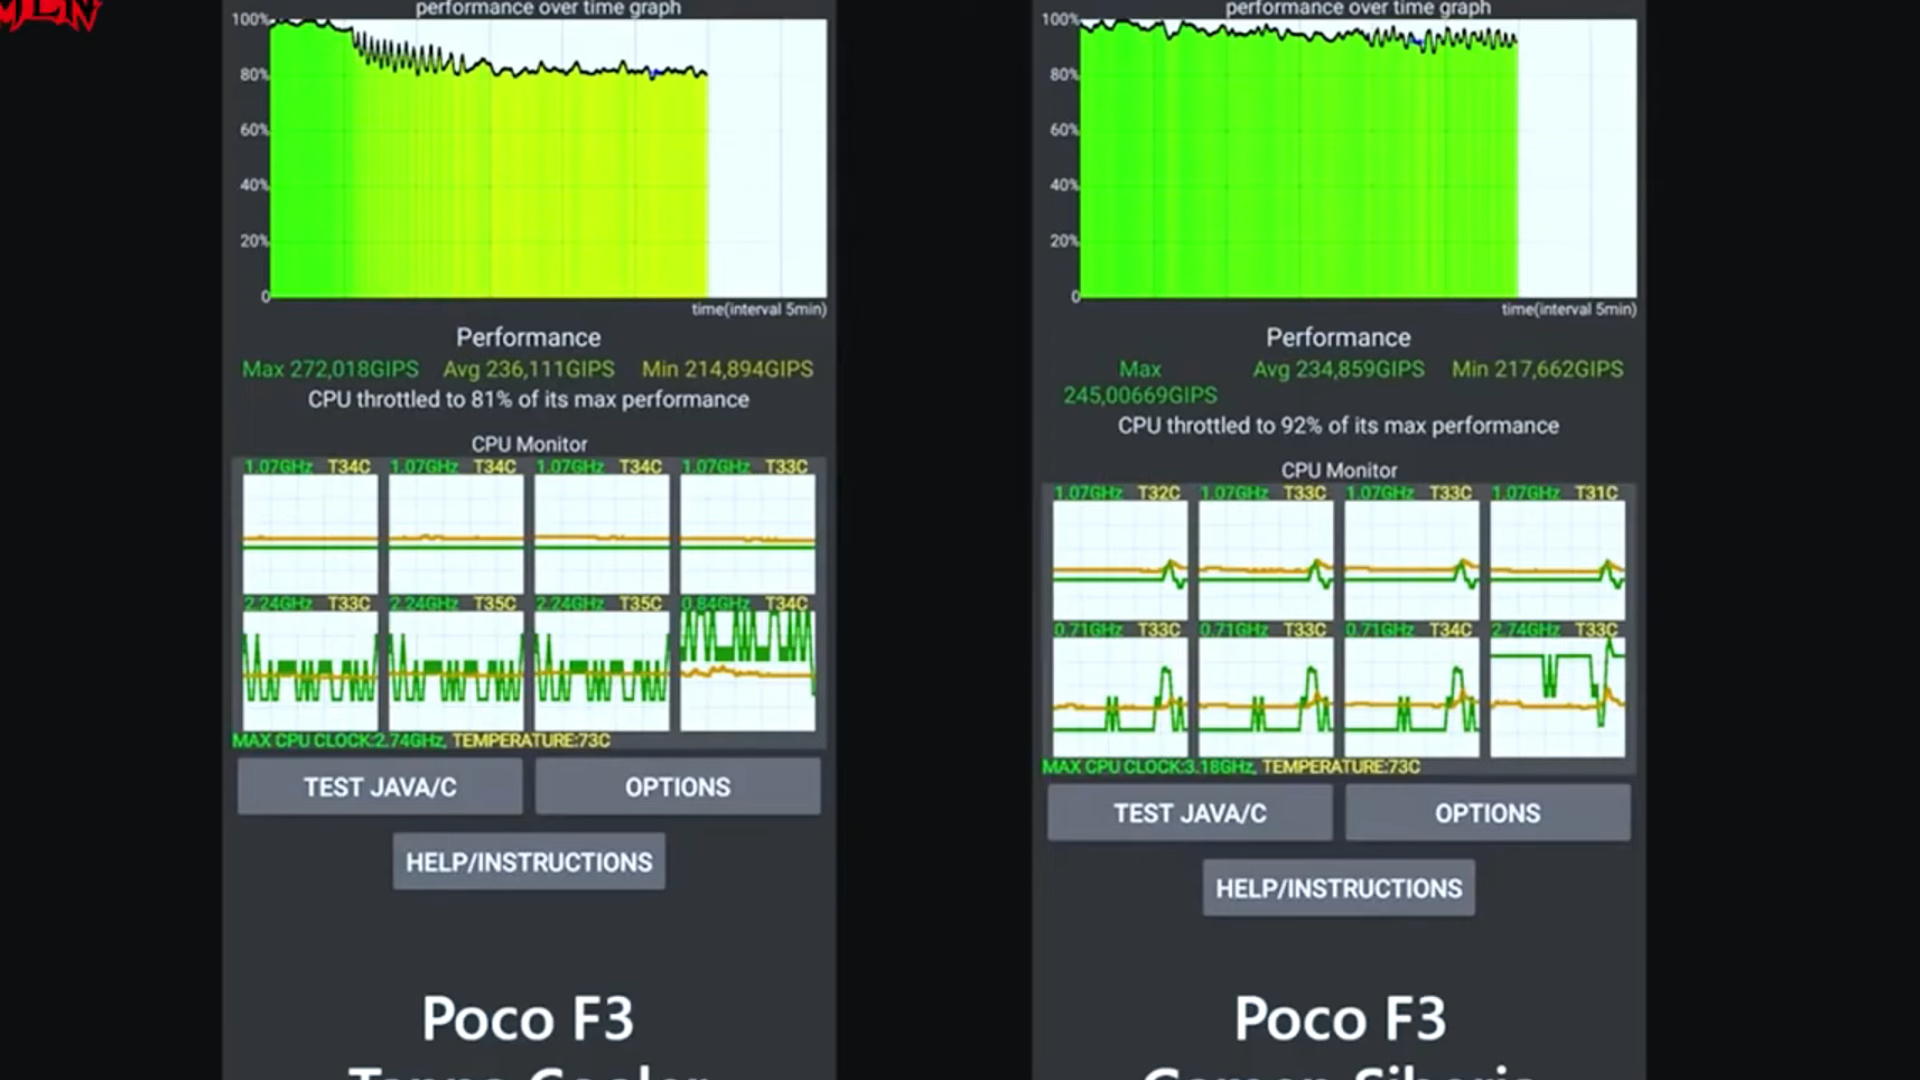 MLN
performance over time graph
100%
80%
60%
40%
20%
0
time(interval 5min)
Performance
Max 272,018GIPS Avg 236,111GIPS Min 214,894GIPS
CPU throttled to 81% of its max performance
CPU Monitor
1.07GHz T34C 1.07GHz T34C 1.07GHz T34C 1.07GHz T33C
2.24GHz T33C 2.24GHz T35C 2.24GHz T35C 0.84GHz T34C
MAX CPU CLOCK:2.74GHz, TEMPERATURE:73C
TEST JAVA/C OPTIONS
HELP/INSTRUCTIONS
Poco F3
performance over time graph
100%
80%
60%
40%
20%
0
time(interval 5min)
Performance
Max Avg 234,859GIPS Min 217,662GIPS
245,00669GIPS
CPU throttled to 92% of its max performance
CPU Monitor
1.07GHz T32C 1.07GHz T33C 1.07GHz T33C 1.07GHz T31C
0.71GHz T33C 0.71GHz T33C 0.71GHz T34C 2.74GHz T33C
MAX CPU CLOCK:3.18GHz, TEMPERATURE:73C
TEST JAVA/C OPTIONS
HELP/INSTRUCTIONS
Poco F3